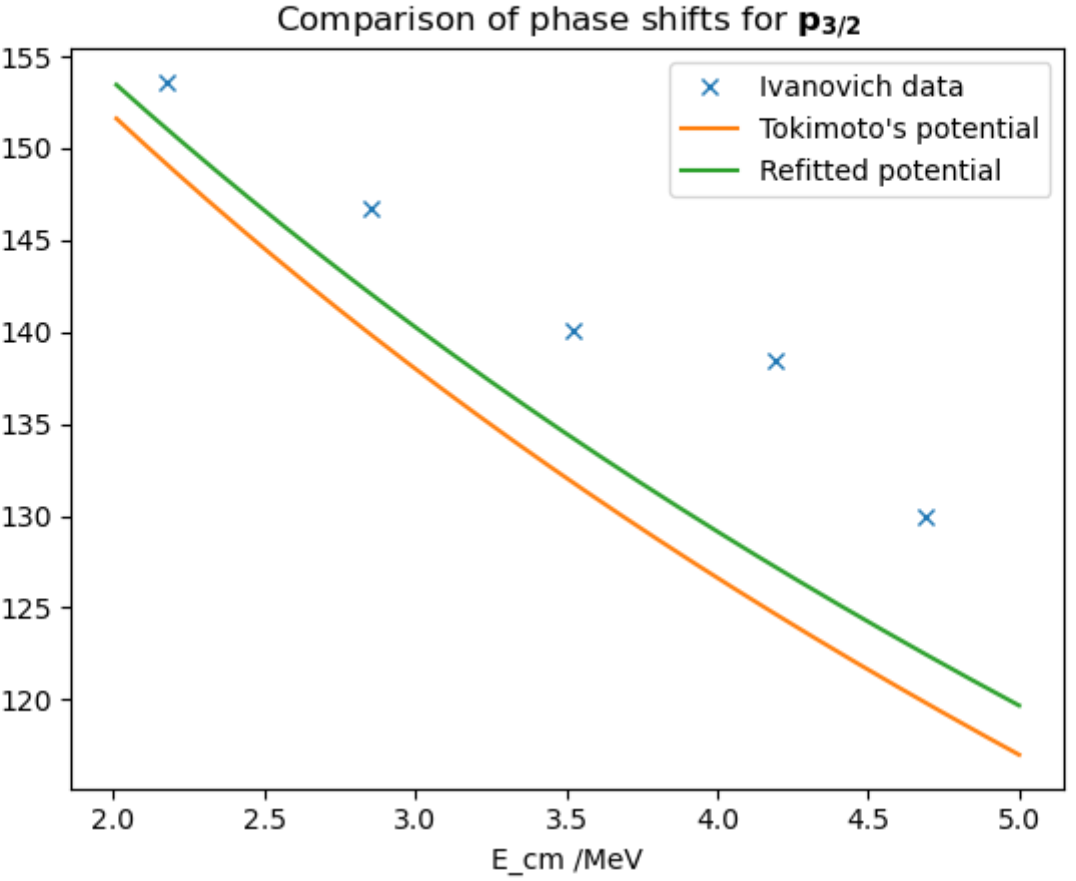 Comparison of phase shifts for p3/2
155
150
145
140
135
130
125
120
Ivanovich data
Tokimoto's potential
Refitted potential
2.0 2.5 3.0 3.5 4.0 4.5 5.0
E_cm /MeV